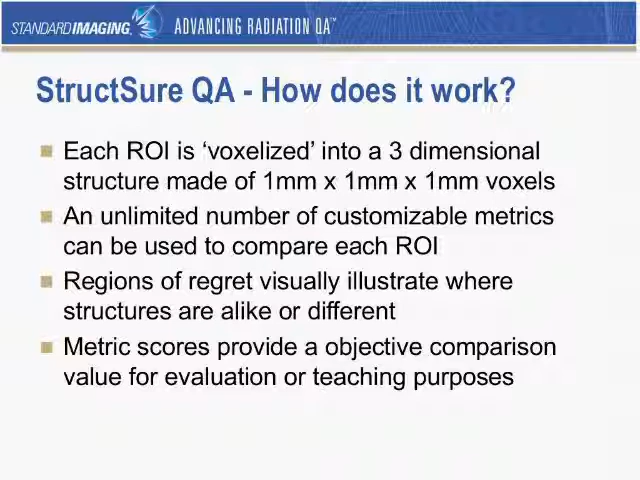 STANDARD IMAGING. ADVANCING RADIATION QA™
StructSure QA - How does it work?
Each ROI is ‘voxelized’ into a 3 dimensional
structure made of 1mm x 1mm x 1mm voxels
An unlimited number of customizable metrics
can be used to compare each ROI
Regions of regret visually illustrate where
structures are alike or different
Metric scores provide a objective comparison
value for evaluation or teaching purposes